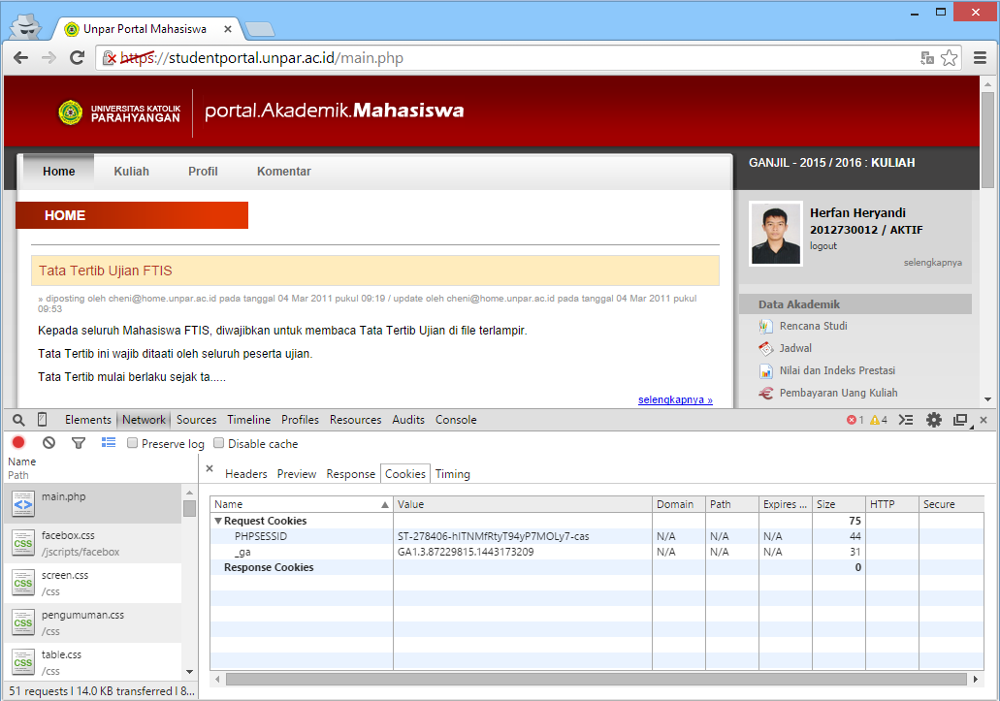 Unpar Portal Mahasiswa
https://studentportal.unpar.ac.id/main.php
UNIVERSITAS KATOLIK
PARAHYANGAN
portal.Akademik.Mahasiswa
Home Kuliah Profil Komentar
GANJIL - 2015 / 2016 : KULIAH
HOME
Herfan Heryandi
2012730012 / AKTIF
logout
selengkapnya
Tata Tertib Ujian FTIS
» diposting oleh cheni@home.unpar.ac.id pada tanggal 04 Mar 2011 pukul 09:19 / update oleh cheni@home.unpar.ac.id pada tanggal 04 Mar 2011 pukul
09:53
Kepada seluruh Mahasiswa FTIS, diwajibkan untuk membaca Tata Tertib Ujian di file terlampir.
Tata Tertib ini wajib ditaati oleh seluruh peserta ujian.
Tata Tertib mulai berlaku sejak ta.....
selengkapnya »
Data Akademik
Rencana Studi
Jadwal
Nilai dan Indeks Prestasi
Pembayaran Uang Kuliah
Elements Network Sources Timeline Profiles Resources Audits Console 1 4
Preserve log Disable cache
Name
Path
Headers Preview Response Cookies Timing
main.php
facebox.css
/jscripts/facebox
screen.css
/css
pengumuman.css
/css
table.css
/css
Name Value Domain Path Expires ... Size HTTP Secure
Request Cookies 75
PHPSESSID ST-278406-hITNMfRtyT94yP7MOLy7-cas N/A N/A N/A 44
_ga GA1.3.87229815.1443173209 N/A N/A N/A 31
Response Cookies 0
51 requests | 14.0 KB transferred | 8...